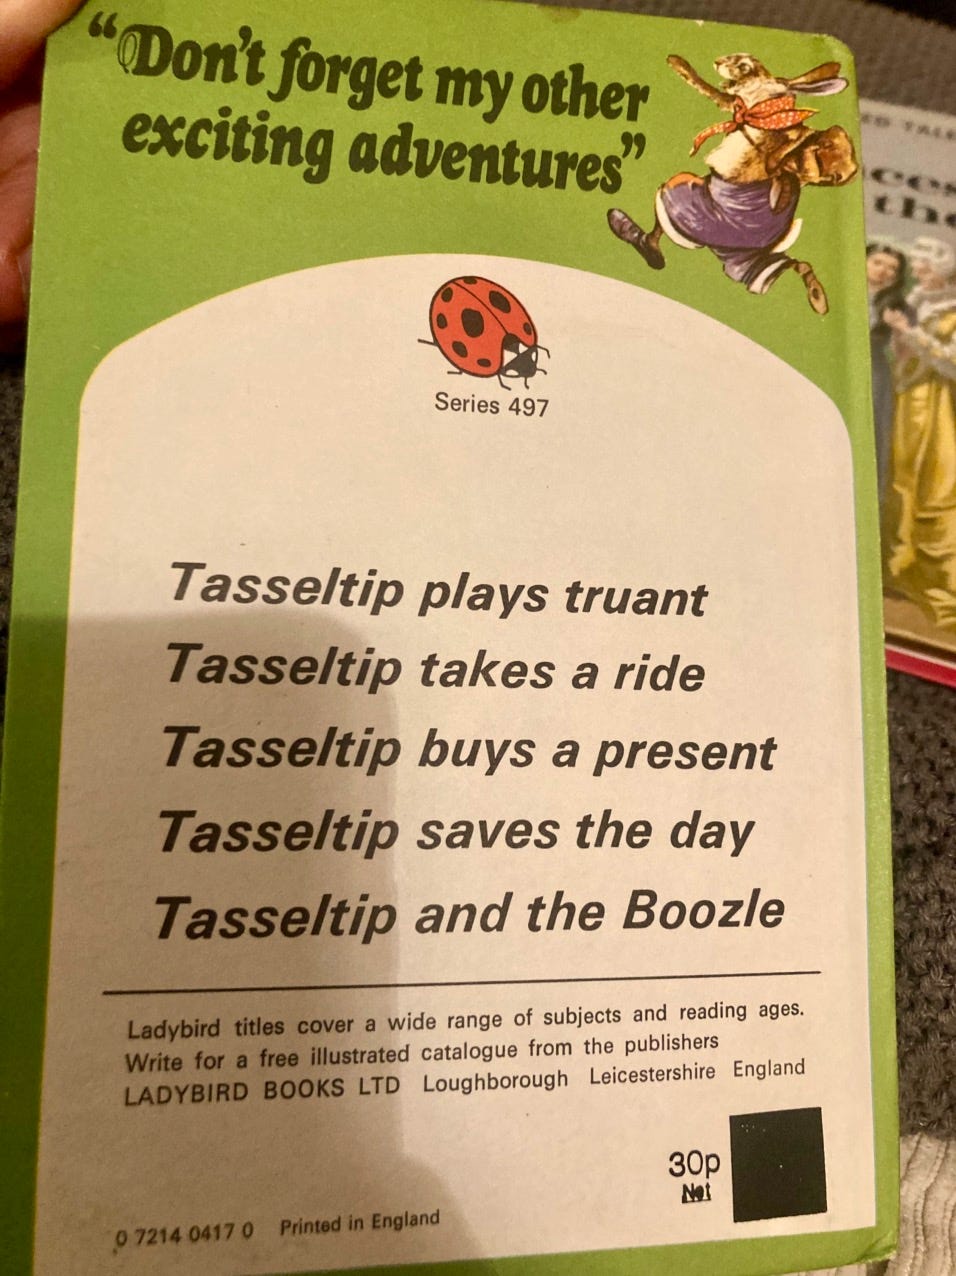 "Don't forget my other
exciting adventures"
Series 497
Tasseltip plays truant
Tasseltip takes a ride
Tasseltip buys a present
Tasseltip saves the day
Tasseltip and the Boozle
Ladybird titles cover a wide range of subjects and reading ages.
Write for a free illustrated catalogue from the publishers
LADYBIRD BOOKS LTD Loughborough Leicestershire England
30p
Net
0 7214 0417 0 Printed in England